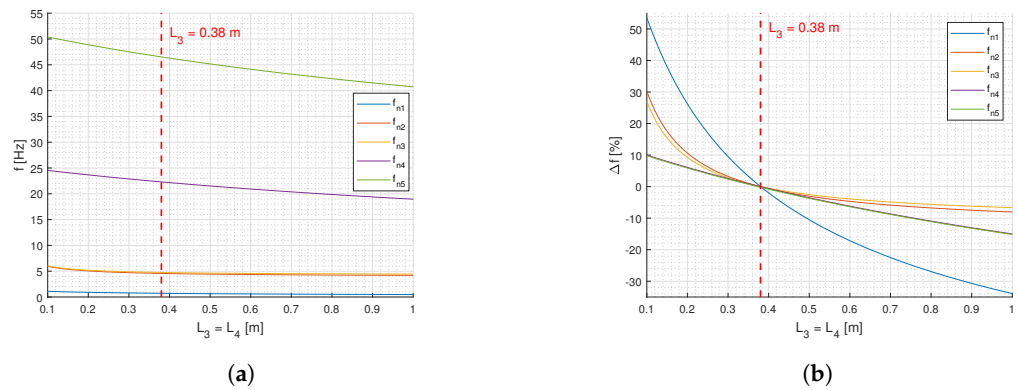 55
50
45
40
35
30
25
20
15
10
5
0
f [Hz]
L3 = 0.38 m
fn1
fn2
fn3
fn4
fn5
0.1 0.2 0.3 0.4 0.5 0.6 0.7 0.8 0.9 1
L3 = L4 [m]
(a)
50
40
30
20
10
0
-10
-20
-30
Δf [%]
L3 = 0.38 m
fn1
fn2
fn3
fn4
fn5
0.1 0.2 0.3 0.4 0.5 0.6 0.7 0.8 0.9 1
L3 = L4 [m]
(b)